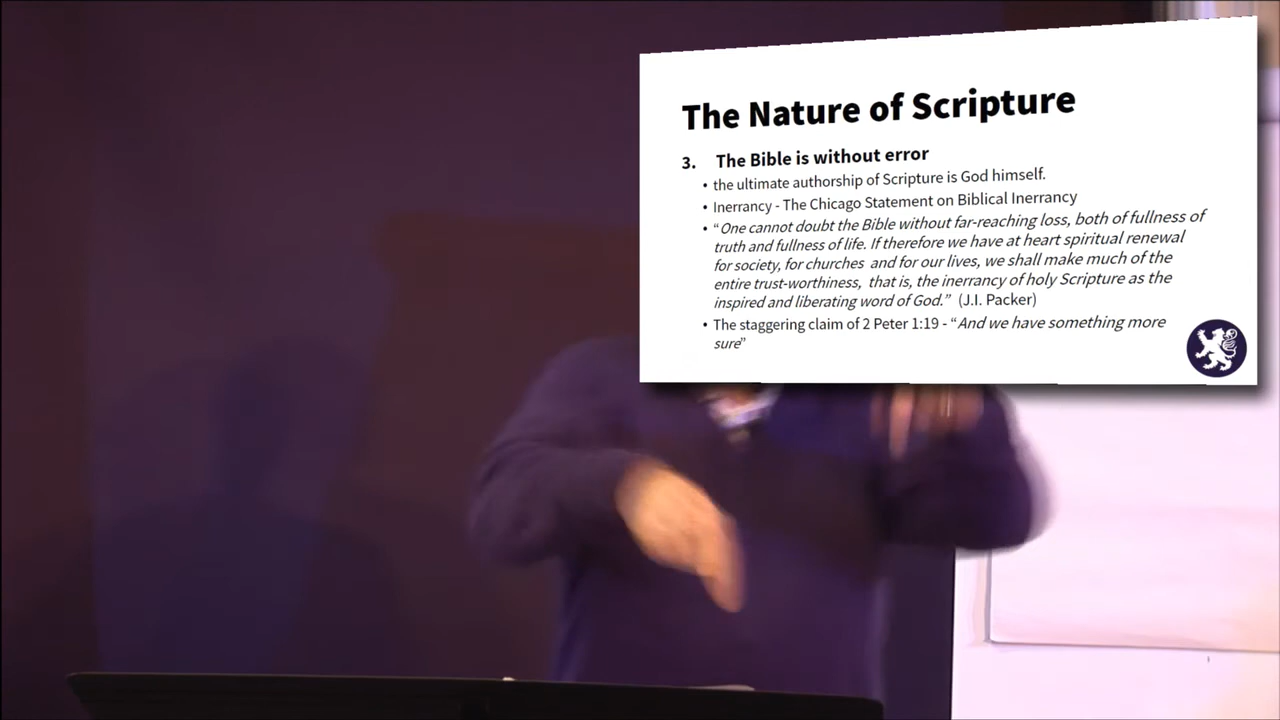 The Nature of Scripture
3. The Bible is without error
• the ultimate authorship of Scripture is God himself.
• Inerrancy - The Chicago Statement on Biblical Inerrancy
• “One cannot doubt the Bible without far-reaching loss, both of fullness of
truth and fullness of life. If therefore we have at heart spiritual renewal
for society, for churches and for our lives, we shall make much of the
entire trust-worthiness, that is, the inerrancy of holy Scripture as the
inspired and liberating word of God.” (J.I. Packer)
• The staggering claim of 2 Peter 1:19 - “And we have something more
sure”